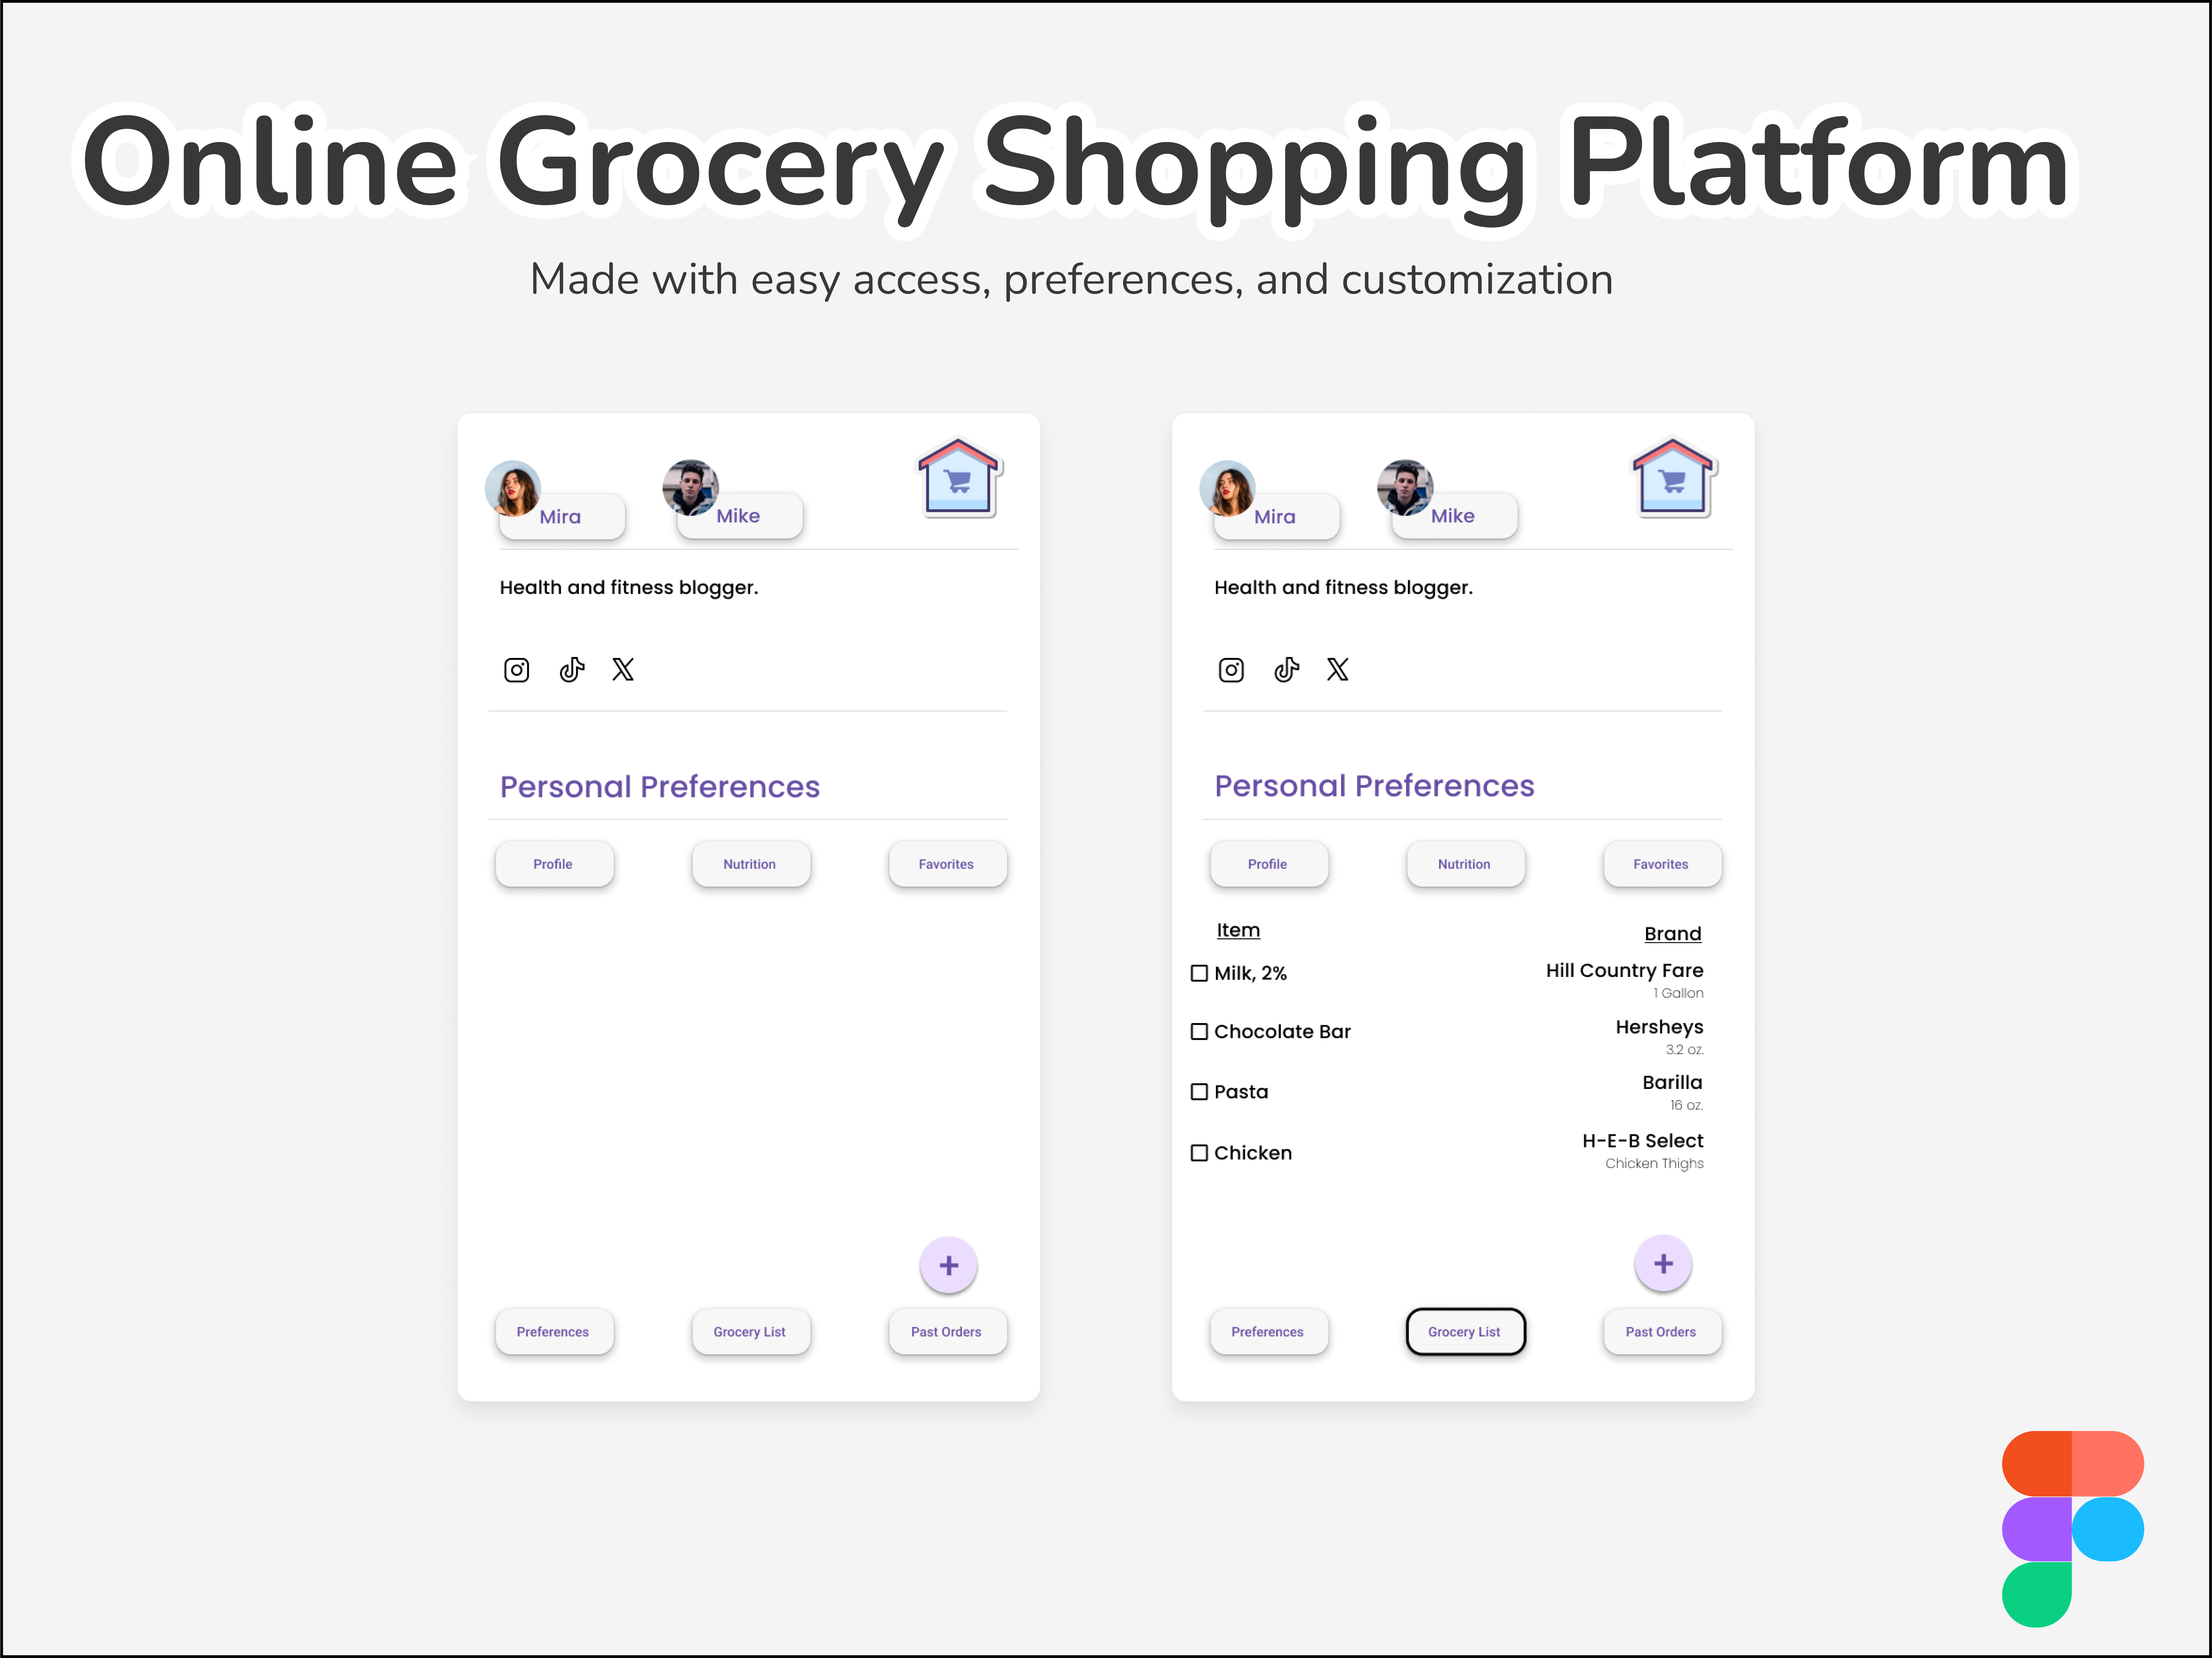 Online Grocery Shopping Platform
Made with easy access, preferences, and customization
Mira Mike
Health and fitness blogger.
Personal Preferences
Profile Nutrition Favorites
Preferences Grocery List Past Orders
Mira Mike
Health and fitness blogger.
Personal Preferences
Profile Nutrition Favorites
Item Brand
Milk, 2% Hill Country Fare
1 Gallon
Chocolate Bar Hersheys
3.2 oz.
Pasta Barilla
16 oz.
Chicken H-E-B Select
Chicken Thighs
Preferences Grocery List Past Orders